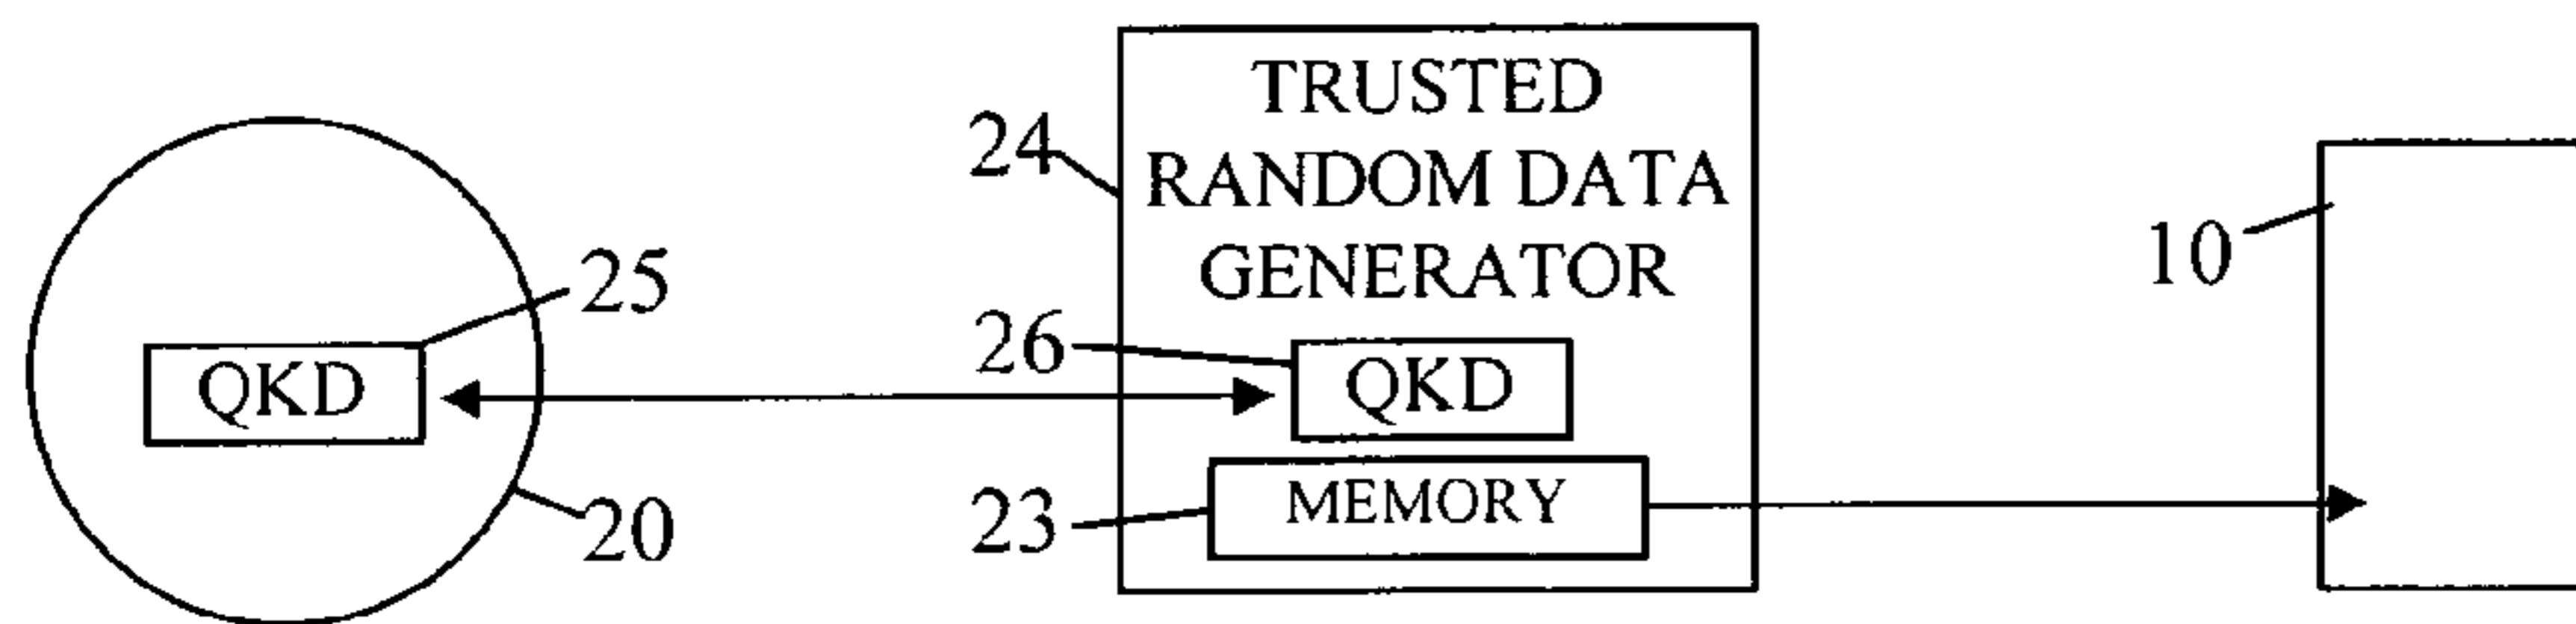 TRUSTED
RANDOM DATA
GENERATOR
24
10
25
QKD
26
QKD
23
MEMORY
20